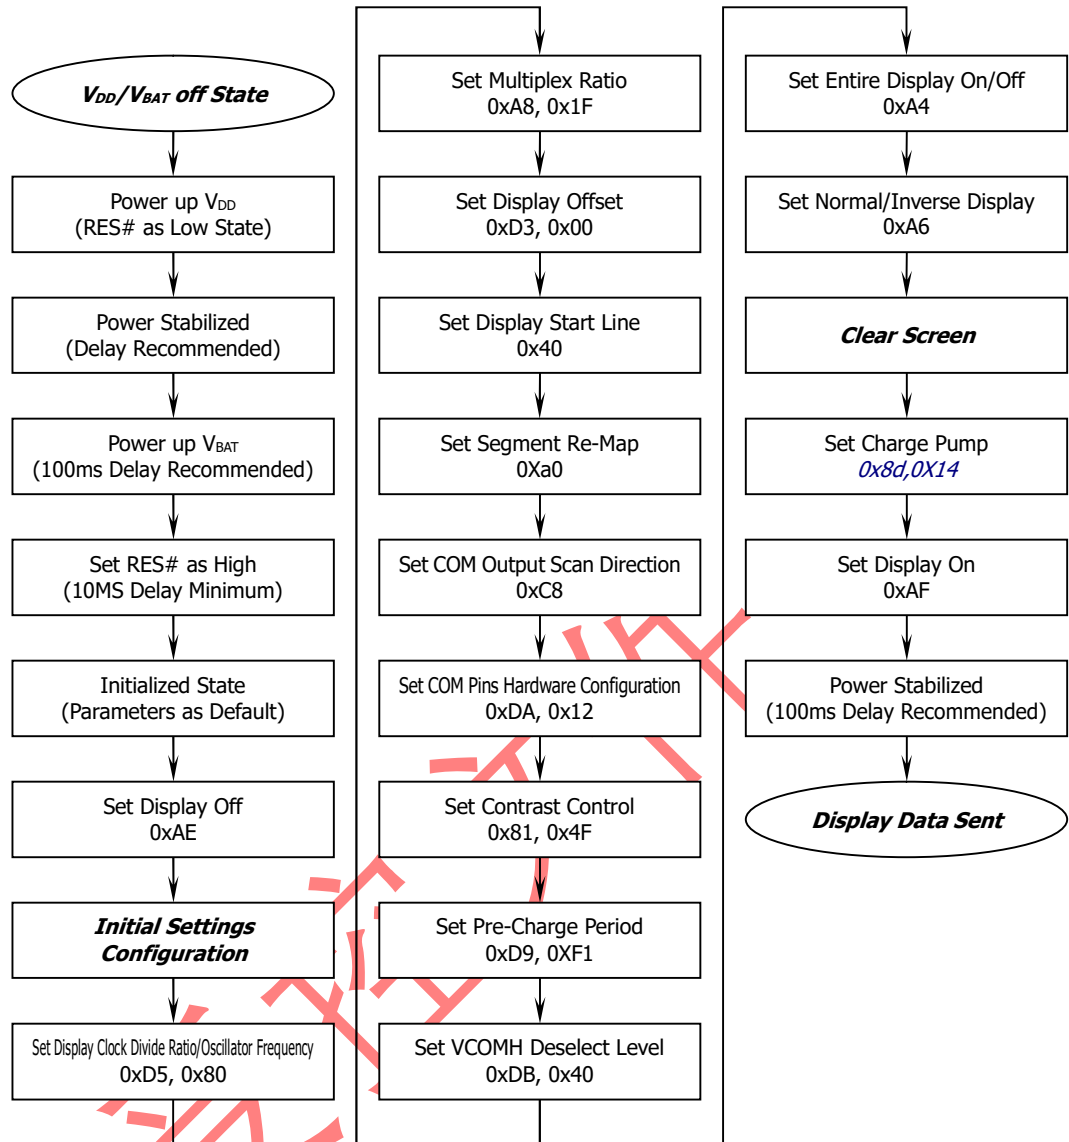 VDD/VBAT off State
Power up VDD
(RES# as Low State)
Power Stabilized
(Delay Recommended)
Power up VBAT
(100ms Delay Recommended)
Set RES# as High
(10MS Delay Minimum)
Initialized State
(Parameters as Default)
Set Display Off
0xAE
Initial Settings
Configuration
Set Display Clock Divide Ratio/Oscillator Frequency
0xD5, 0x80
Set Multiplex Ratio
0xA8, 0x1F
Set Display Offset
0xD3, 0x00
Set Display Start Line
0x40
Set Segment Re-Map
0Xa0
Set COM Output Scan Direction
0xC8
Set COM Pins Hardware Configuration
0xDA, 0x12
Set Contrast Control
0x81, 0x4F
Set Pre-Charge Period
0xD9, 0XF1
Set VCOMH Deselect Level
0xDB, 0x40
Set Entire Display On/Off
0xA4
Set Normal/Inverse Display
0xA6
Clear Screen
Set Charge Pump
0x8d,0X14
Set Display On
0xAF
Power Stabilized
(100ms Delay Recommended)
Display Data Sent